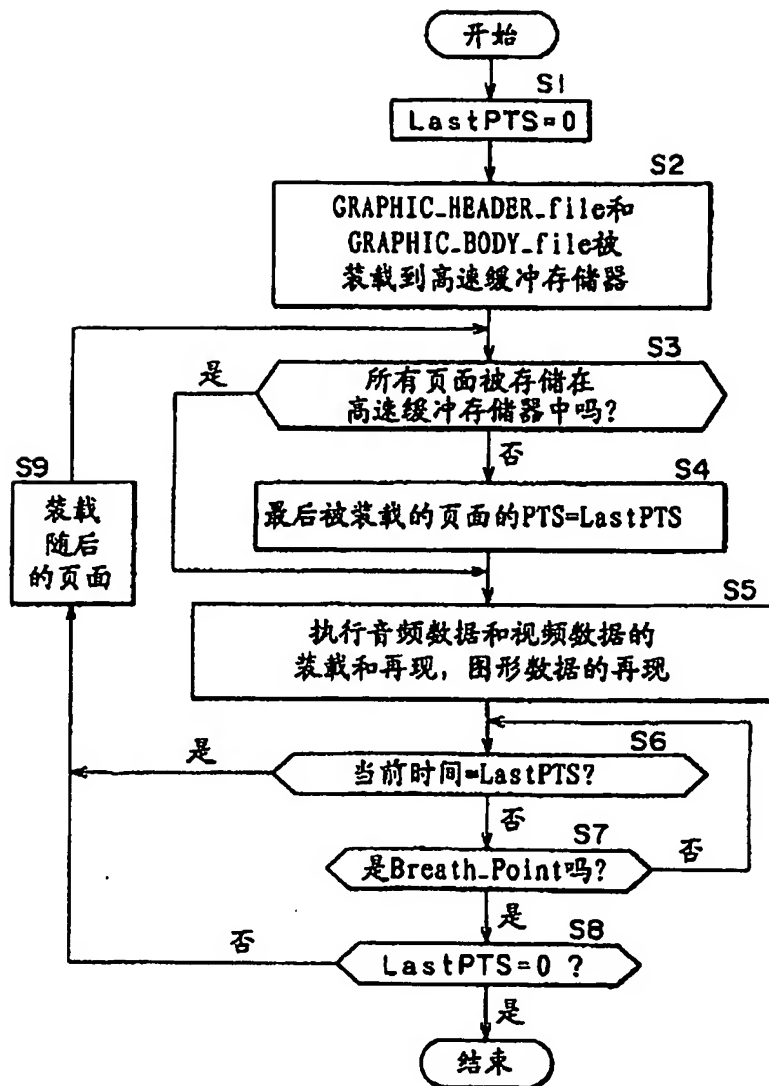 开始
S1
LastPTS=0
S2
GRAPHIC_HEADER_file和
GRAPHIC_BODY_file被
装载到高速缓冲存储器
S3
是
所有页面被存储在
高速缓冲存储器中吗?
否
S9
装载
随后
的页面
S4
最后被装载的页面的PTS=LastPTS
S5
执行音频数据和视频数据的
装载和再现,图形数据的再现
S6
是
当前时间=LastPTS?
否
S7
是Breath_Point吗?
否
是
S8
否
LastPTS=0 ?
是
结束